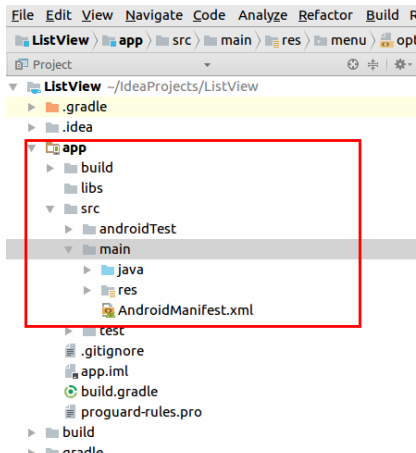 File Edit View Navigate Code Analyze Refactor Build R
ListView app src main res menu opt
Project
ListView ~/IdeaProjects/ListView
.gradle
.idea
app
build
libs
src
androidTest
main
java
res
AndroidManifest.xml
test
.gitignore
app.iml
build.gradle
proguard-rules.pro
build
gradle